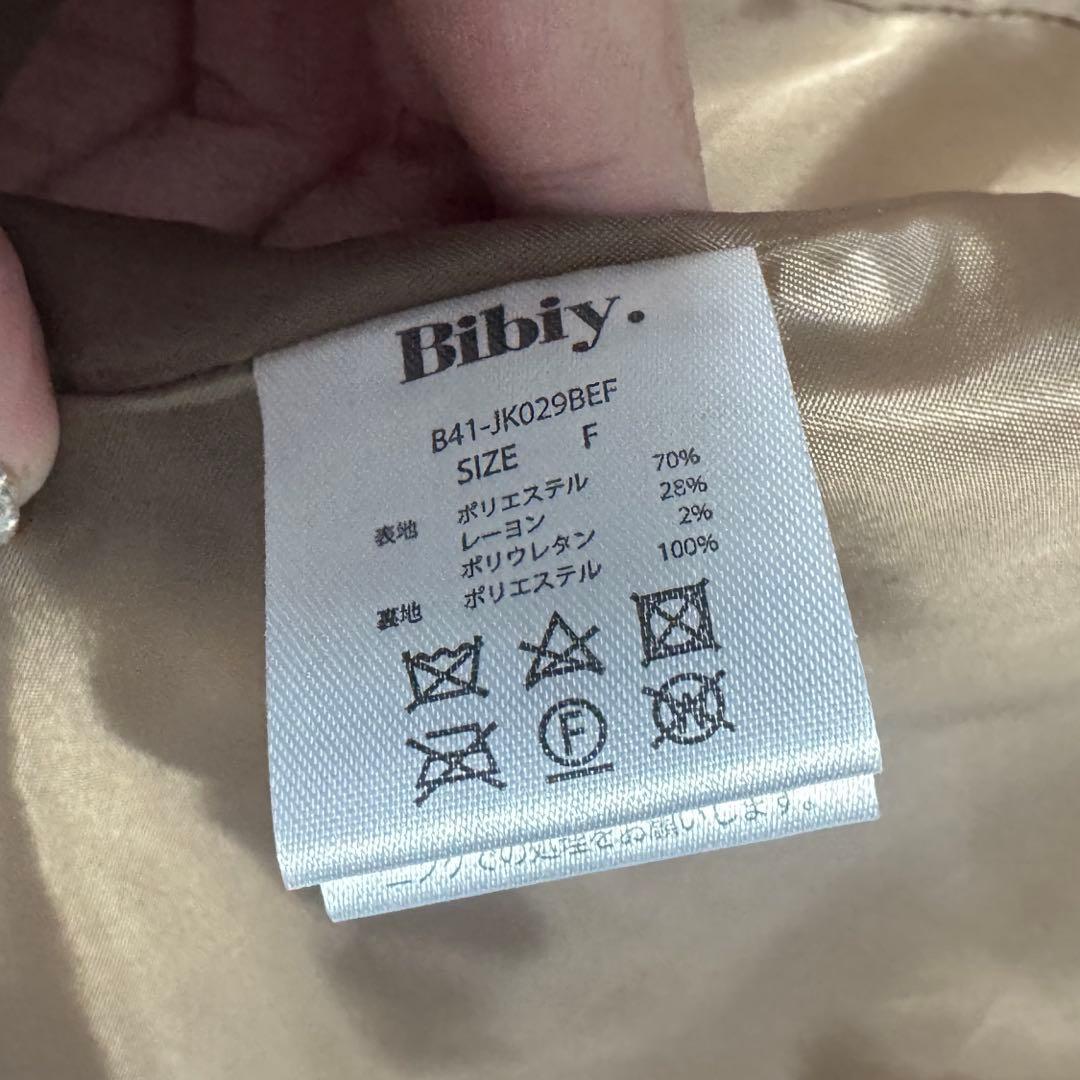 Bibiy.
B41-JK029BEF
SIZE F
表地 ポリエステル 70%
レーヨン 28%
ポリウレタン 2%
裏地 ポリエステル 100%
F
W